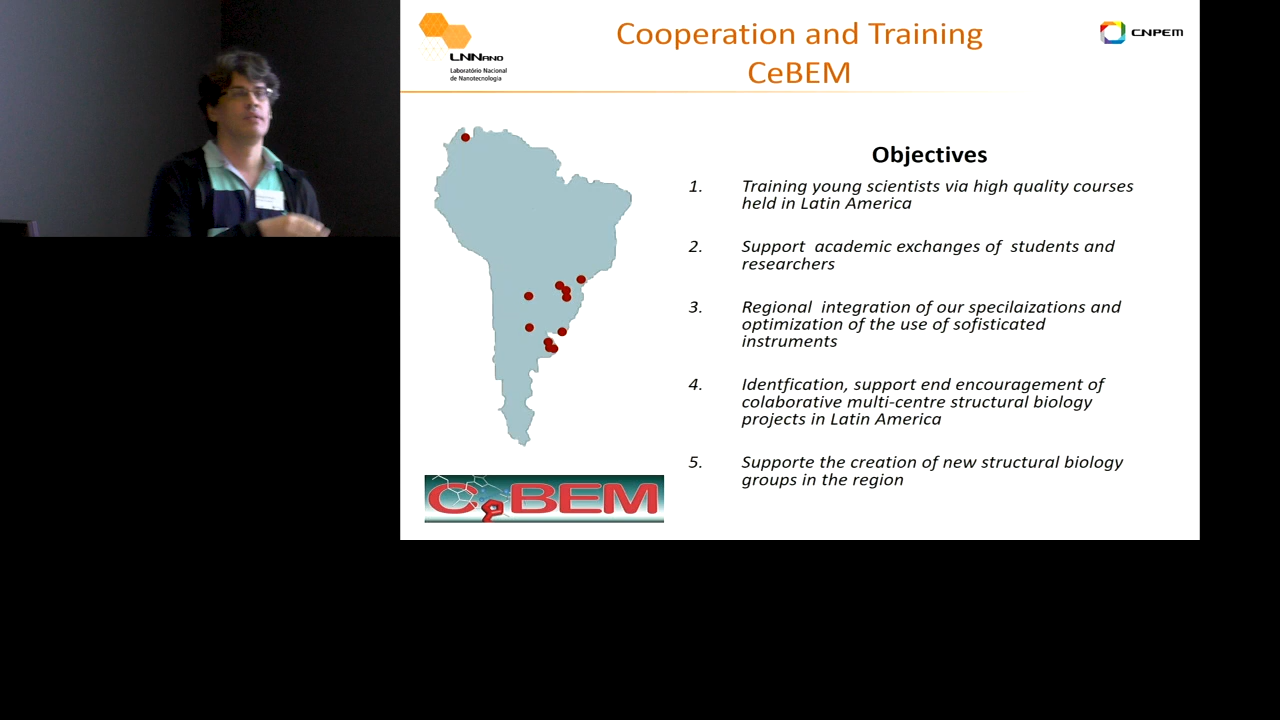 LNNANO
Laboratório Nacional
de Nanotecnologia
Cooperation and Training
CeBEM
CNPEM
Objectives
1. Training young scientists via high quality courses
held in Latin America
2. Support academic exchanges of students and
researchers
3. Regional integration of our specilaizations and
optimization of the use of sofisticated
instruments
4. Identfication, support end encouragement of
colaborative multi-centre structural biology
projects in Latin America
5. Supporte the creation of new structural biology
groups in the region
CeBEM